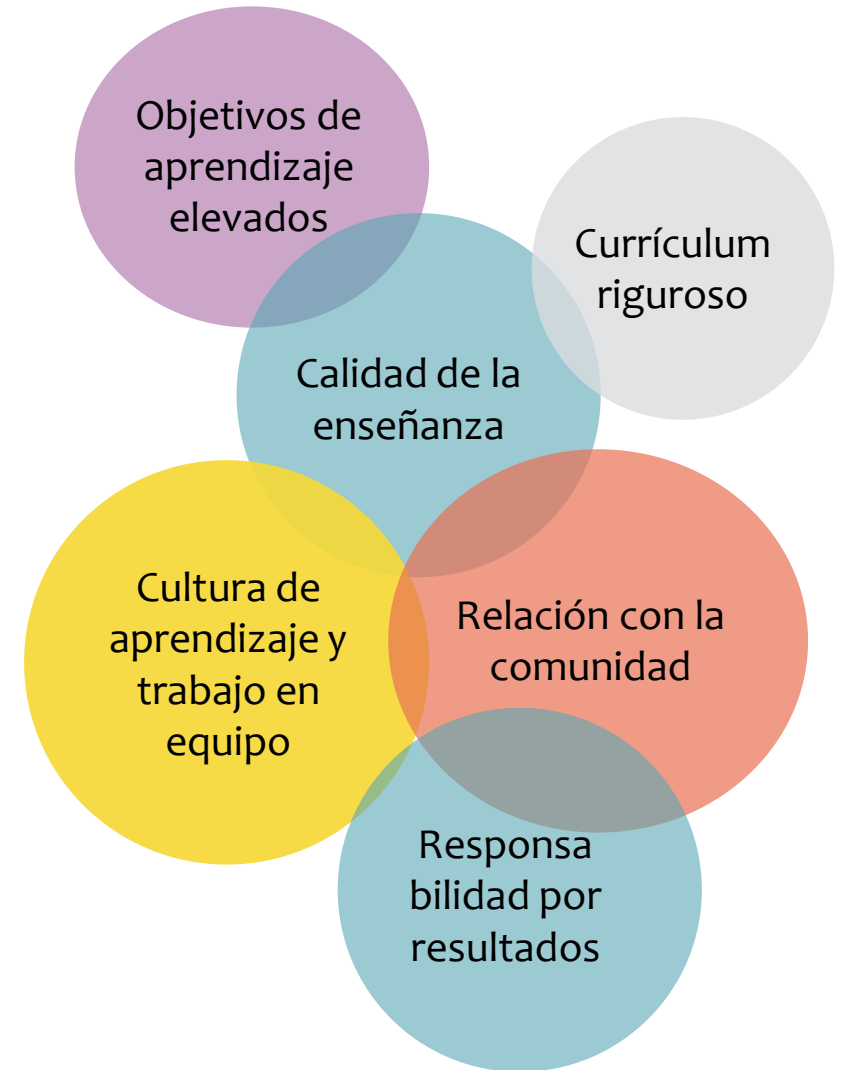 Objetivos de
aprendizaje
elevados
Currículum
riguroso
Calidad de la
enseñanza
Cultura de
aprendizaje y
trabajo en
equipo
Relación con la
comunidad
Responsa
bilidad por
resultados